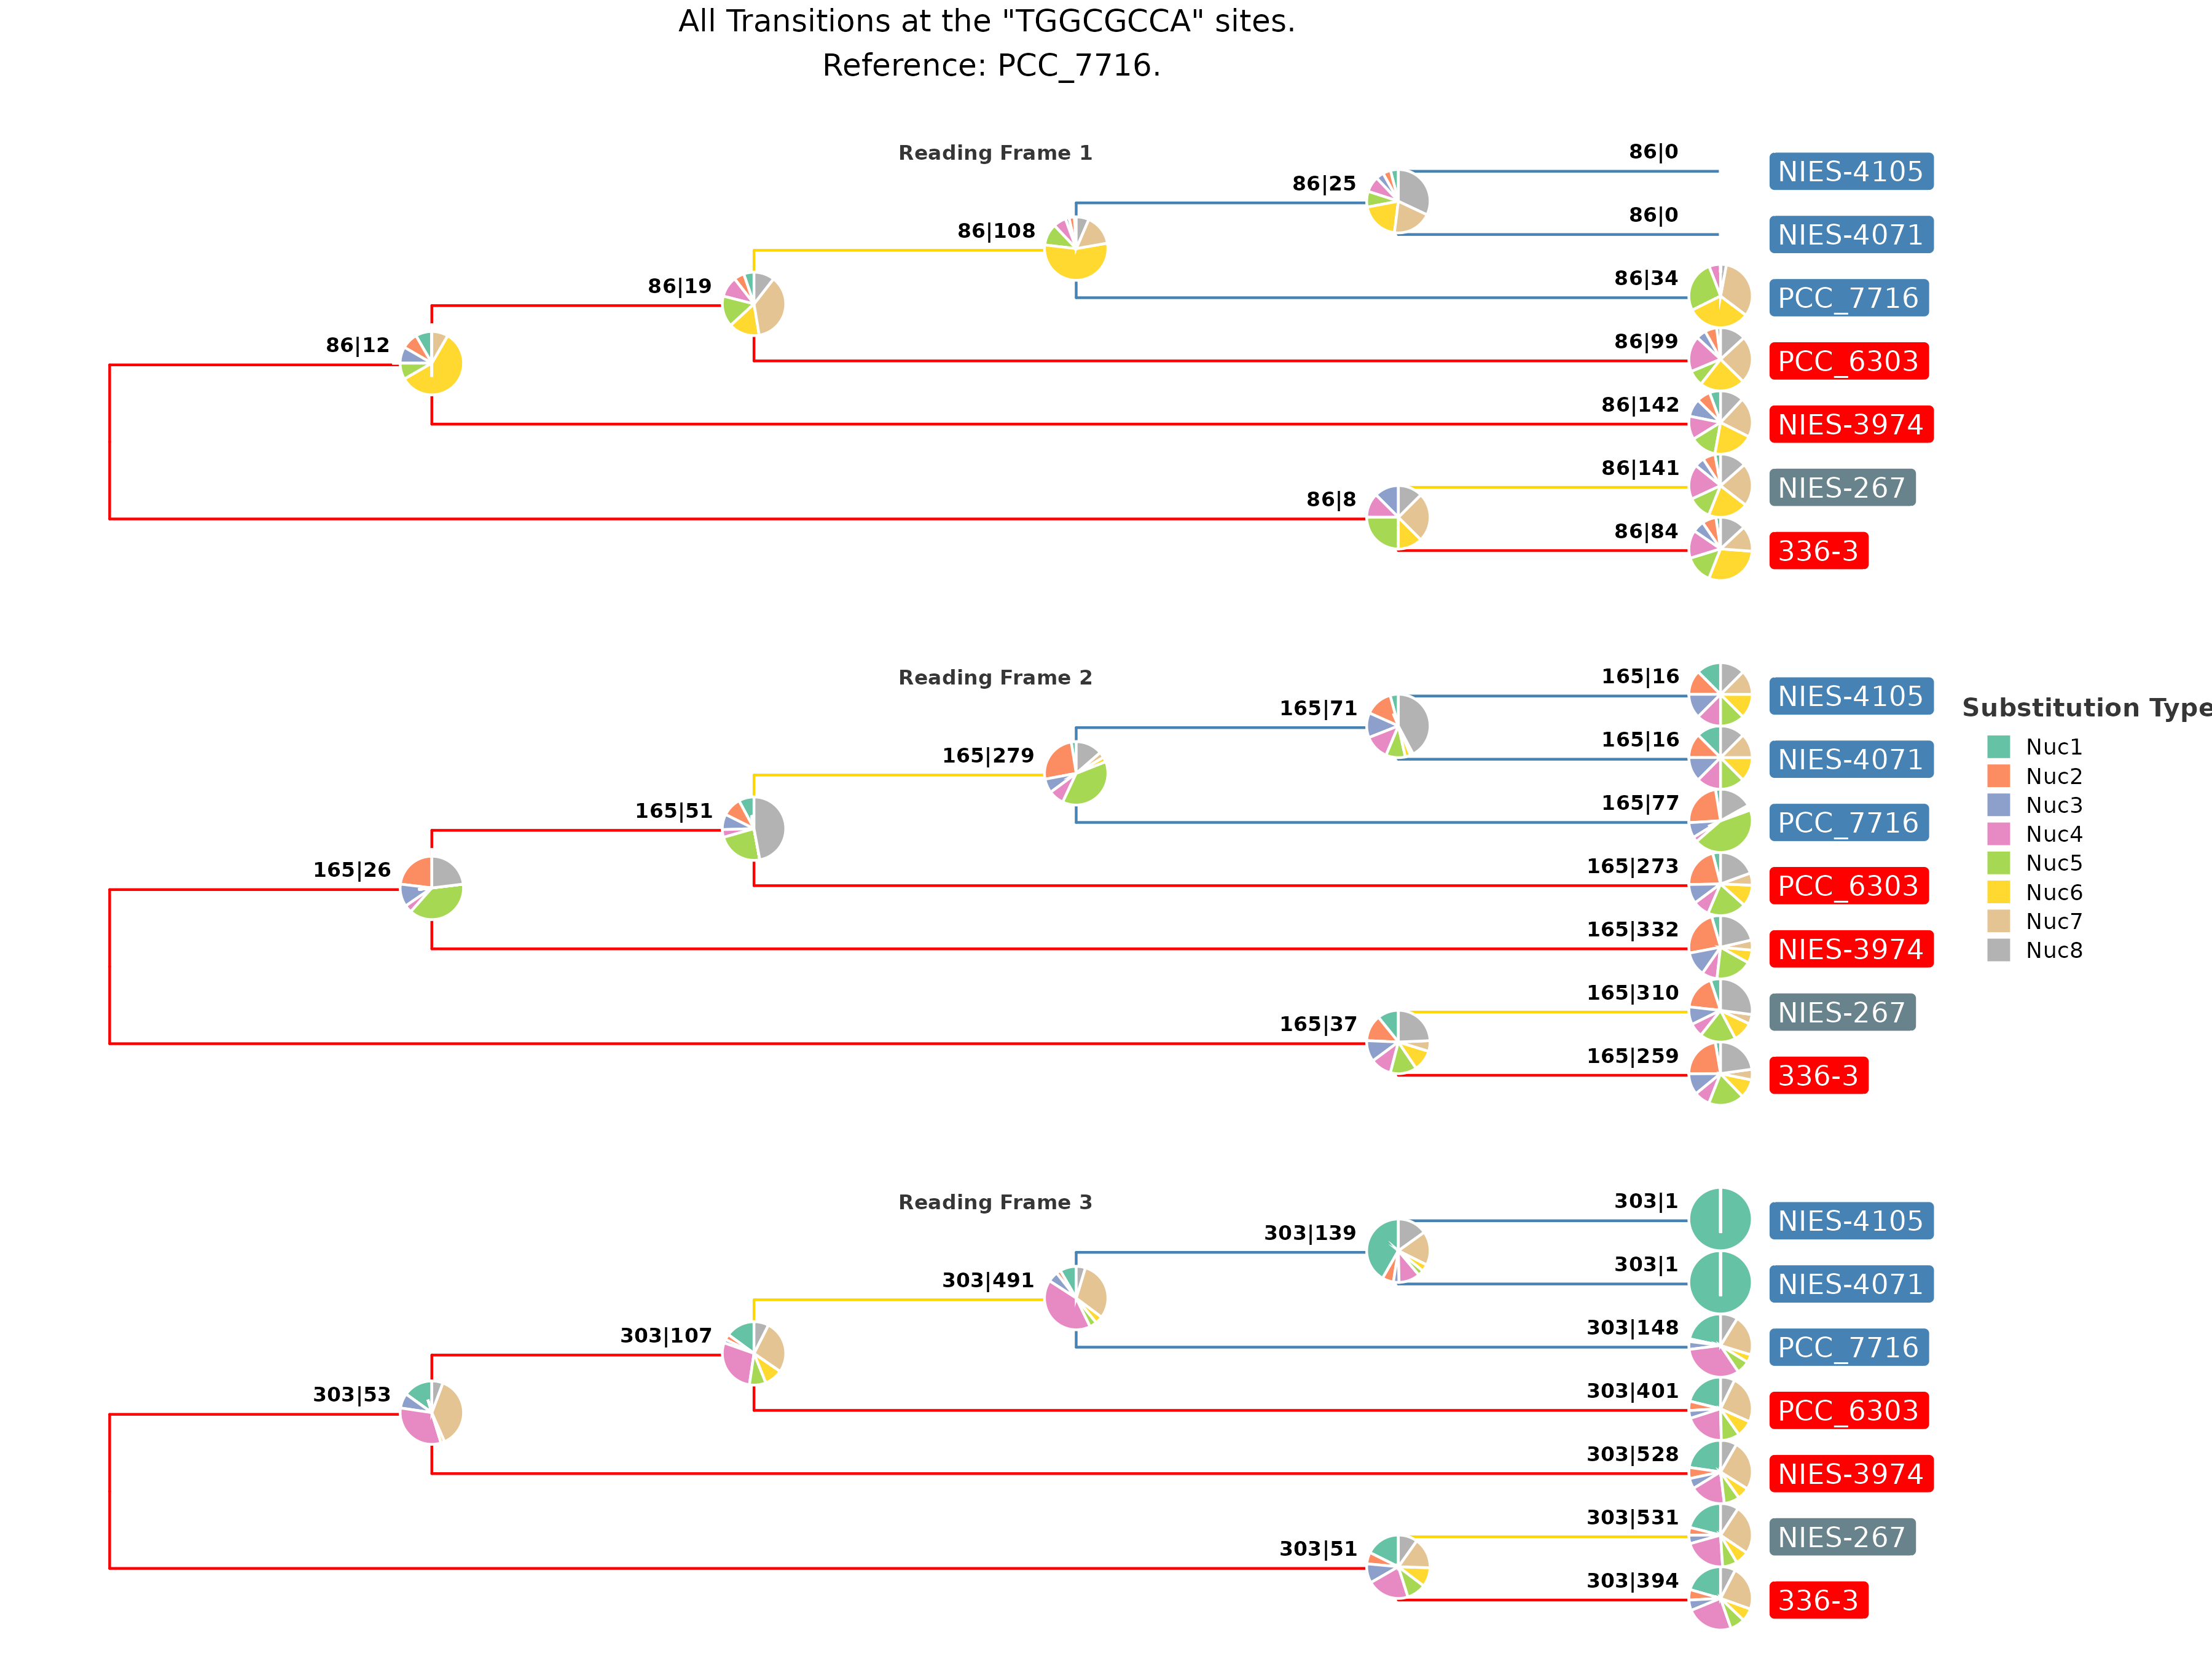 All Transitions at the "TGGCGCCA" sites.
Reference: PCC_7716.
Reading Frame 1
86|0
NIES-4105
86|25
86|0
NIES-4071
86|108
86|34
PCC_7716
86|19
86|99
PCC_6303
86|12
86|142
NIES-3974
86|141
NIES-267
86|8
86|84
336-3
Reading Frame 2
165|16
NIES-4105
165|71
165|16
NIES-4071
165|279
165|77
PCC_7716
165|51
165|273
PCC_6303
165|26
165|332
NIES-3974
165|310
NIES-267
165|37
165|259
336-3
Substitution Type
Nuc1
Nuc2
Nuc3
Nuc4
Nuc5
Nuc6
Nuc7
Nuc8
Reading Frame 3
303|1
NIES-4105
303|139
303|1
NIES-4071
303|491
303|148
PCC_7716
303|107
303|401
PCC_6303
303|53
303|528
NIES-3974
303|531
NIES-267
303|51
303|394
336-3